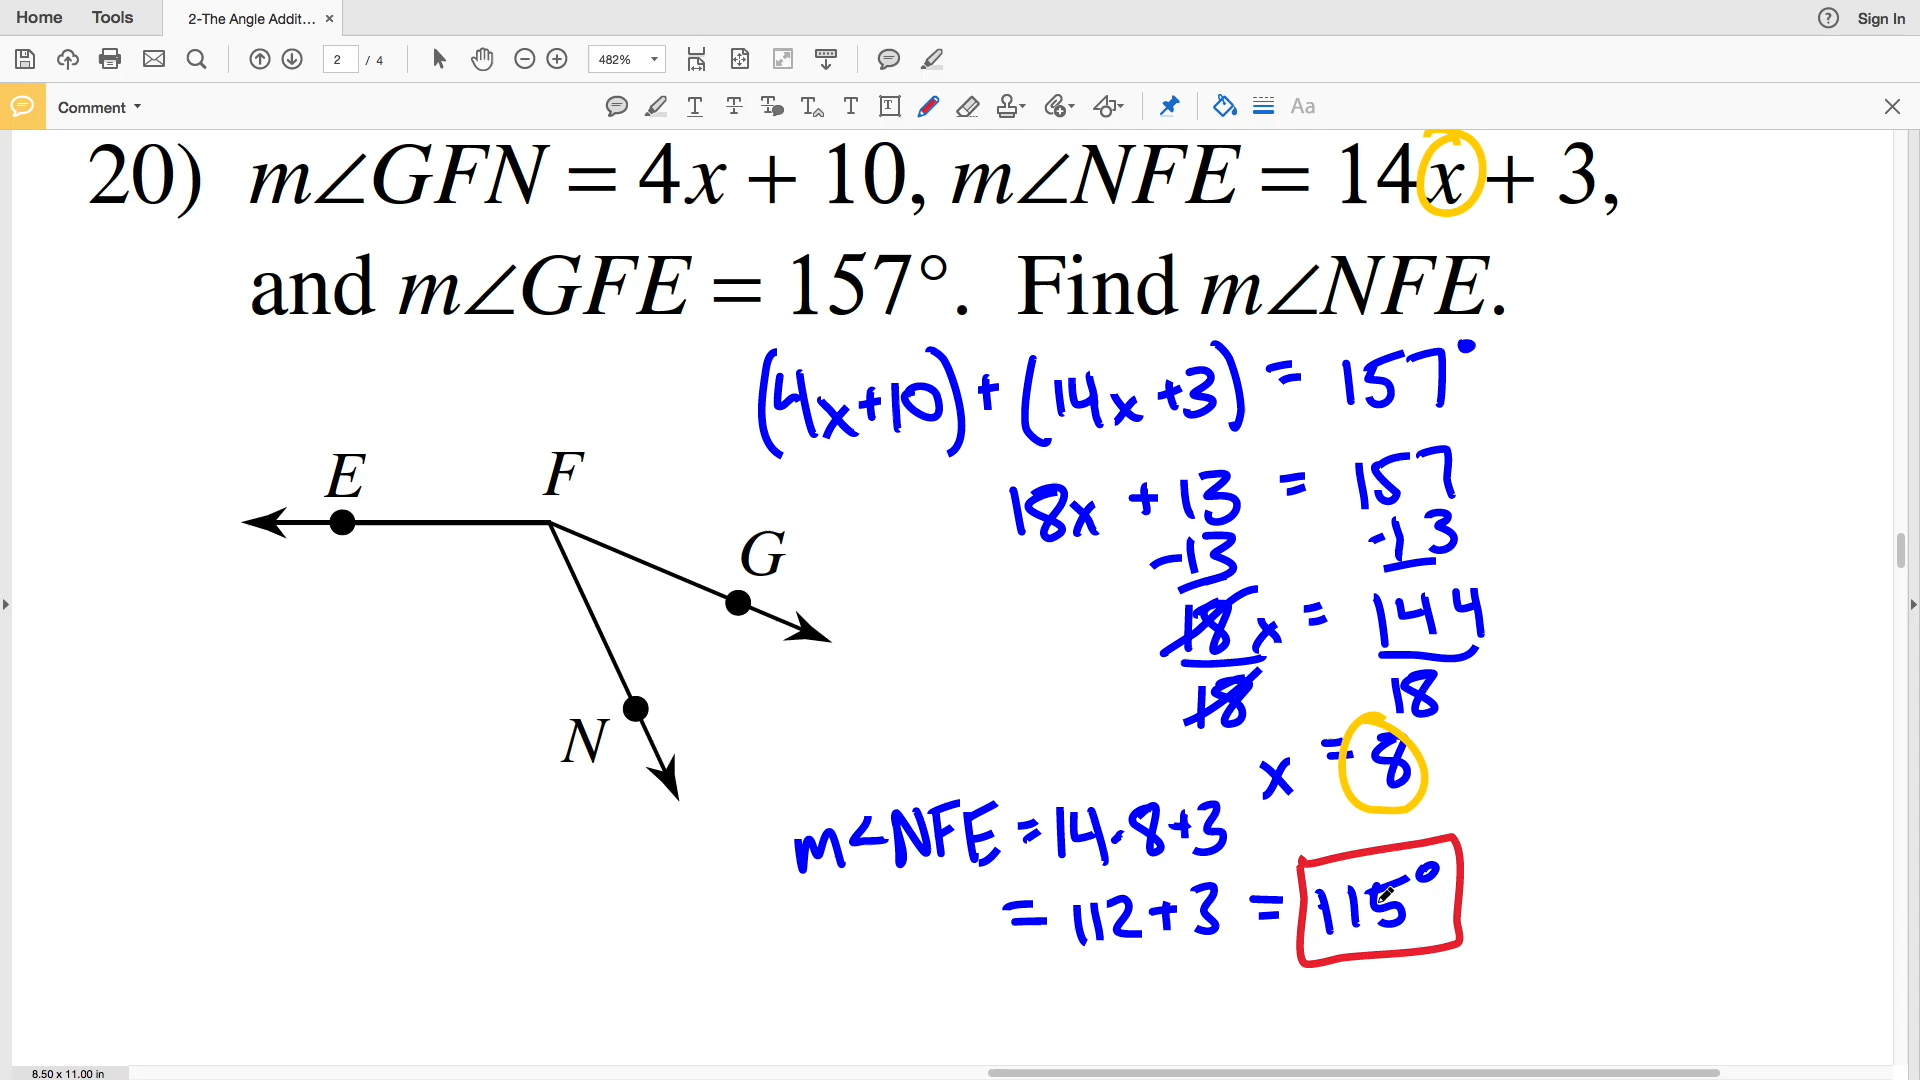 Home Tools 2-The Angle Addit... × ? Sign In
2 / 4 482%
Comment Aa
20) m∠GFN = 4x + 10, m∠NFE = 14x + 3,
and m∠GFE = 157°. Find m∠NFE.
(4x+10)+(14x+3) = 157°
18x + 13 = 157
-13 -13
18x = 144
18 18
x = 8
E F
G
N
m<NFE = 14·8+3
= 112+3 = 115°
8.50 x 11.00 in